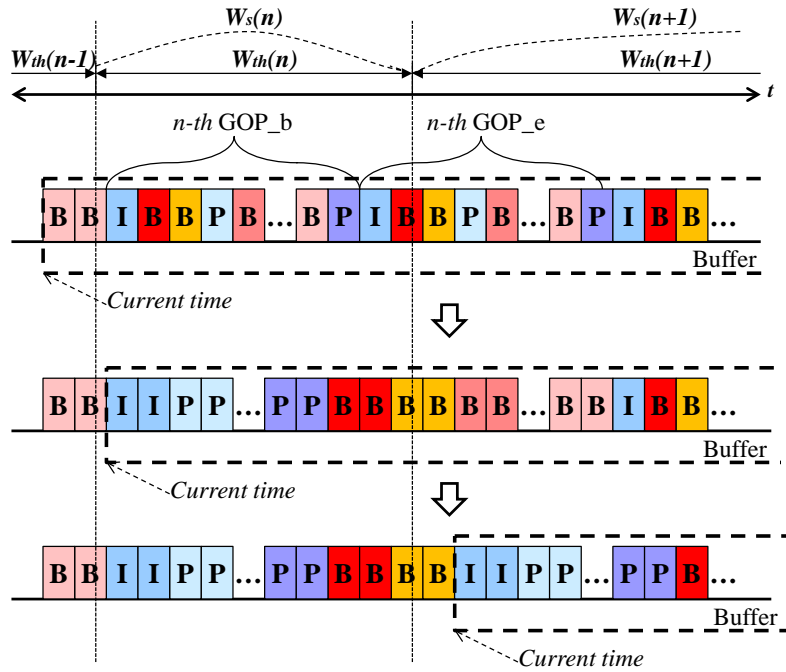 Ws(n) Ws(n+1)
Wth(n-1) Wth(n) Wth(n+1)
t
n-th GOP_b n-th GOP_e
B B I B B P B ... B P I B B P B ... B P I B B ...
Buffer
Current time
B B I I P P ... P P B B B B B B ... B B I B B ...
Buffer
Current time
B B I I P P ... P P B B B B I I P P ... P P B ...
Buffer
Current time